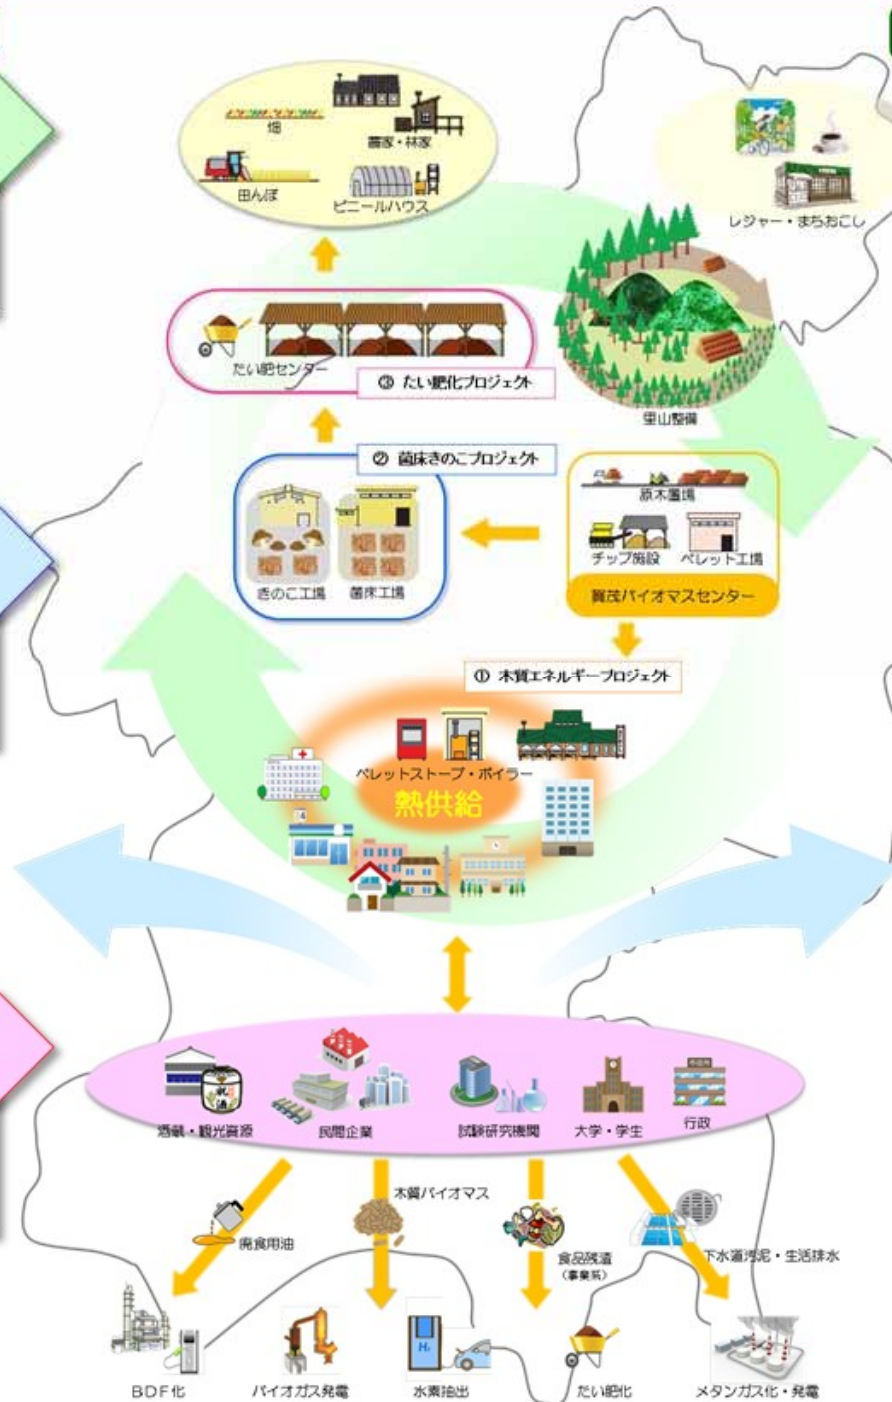 畑
農家・林家
田んぼ
ビニールハウス
レジャー・まちおこし
たい肥センター
③ たい肥化プロジェクト
里山整備
② 菌床きのこプロジェクト
原木置場
チップ施設
ペレット工場
きのこ工場
菌床工場
賀茂バイオマスセンター
① 木質エネルギープロジェクト
ペレットストーブ・ボイラー
熱供給
酒蔵・観光資源
民間企業
試験研究機関
大学・学生
行政
木質バイオマス
廃食用油
食品残渣
(事業系)
下水道汚泥・生活排水
H₂
BDF化
バイオガス発電
水素抽出
たい肥化
メタンガス化・発電